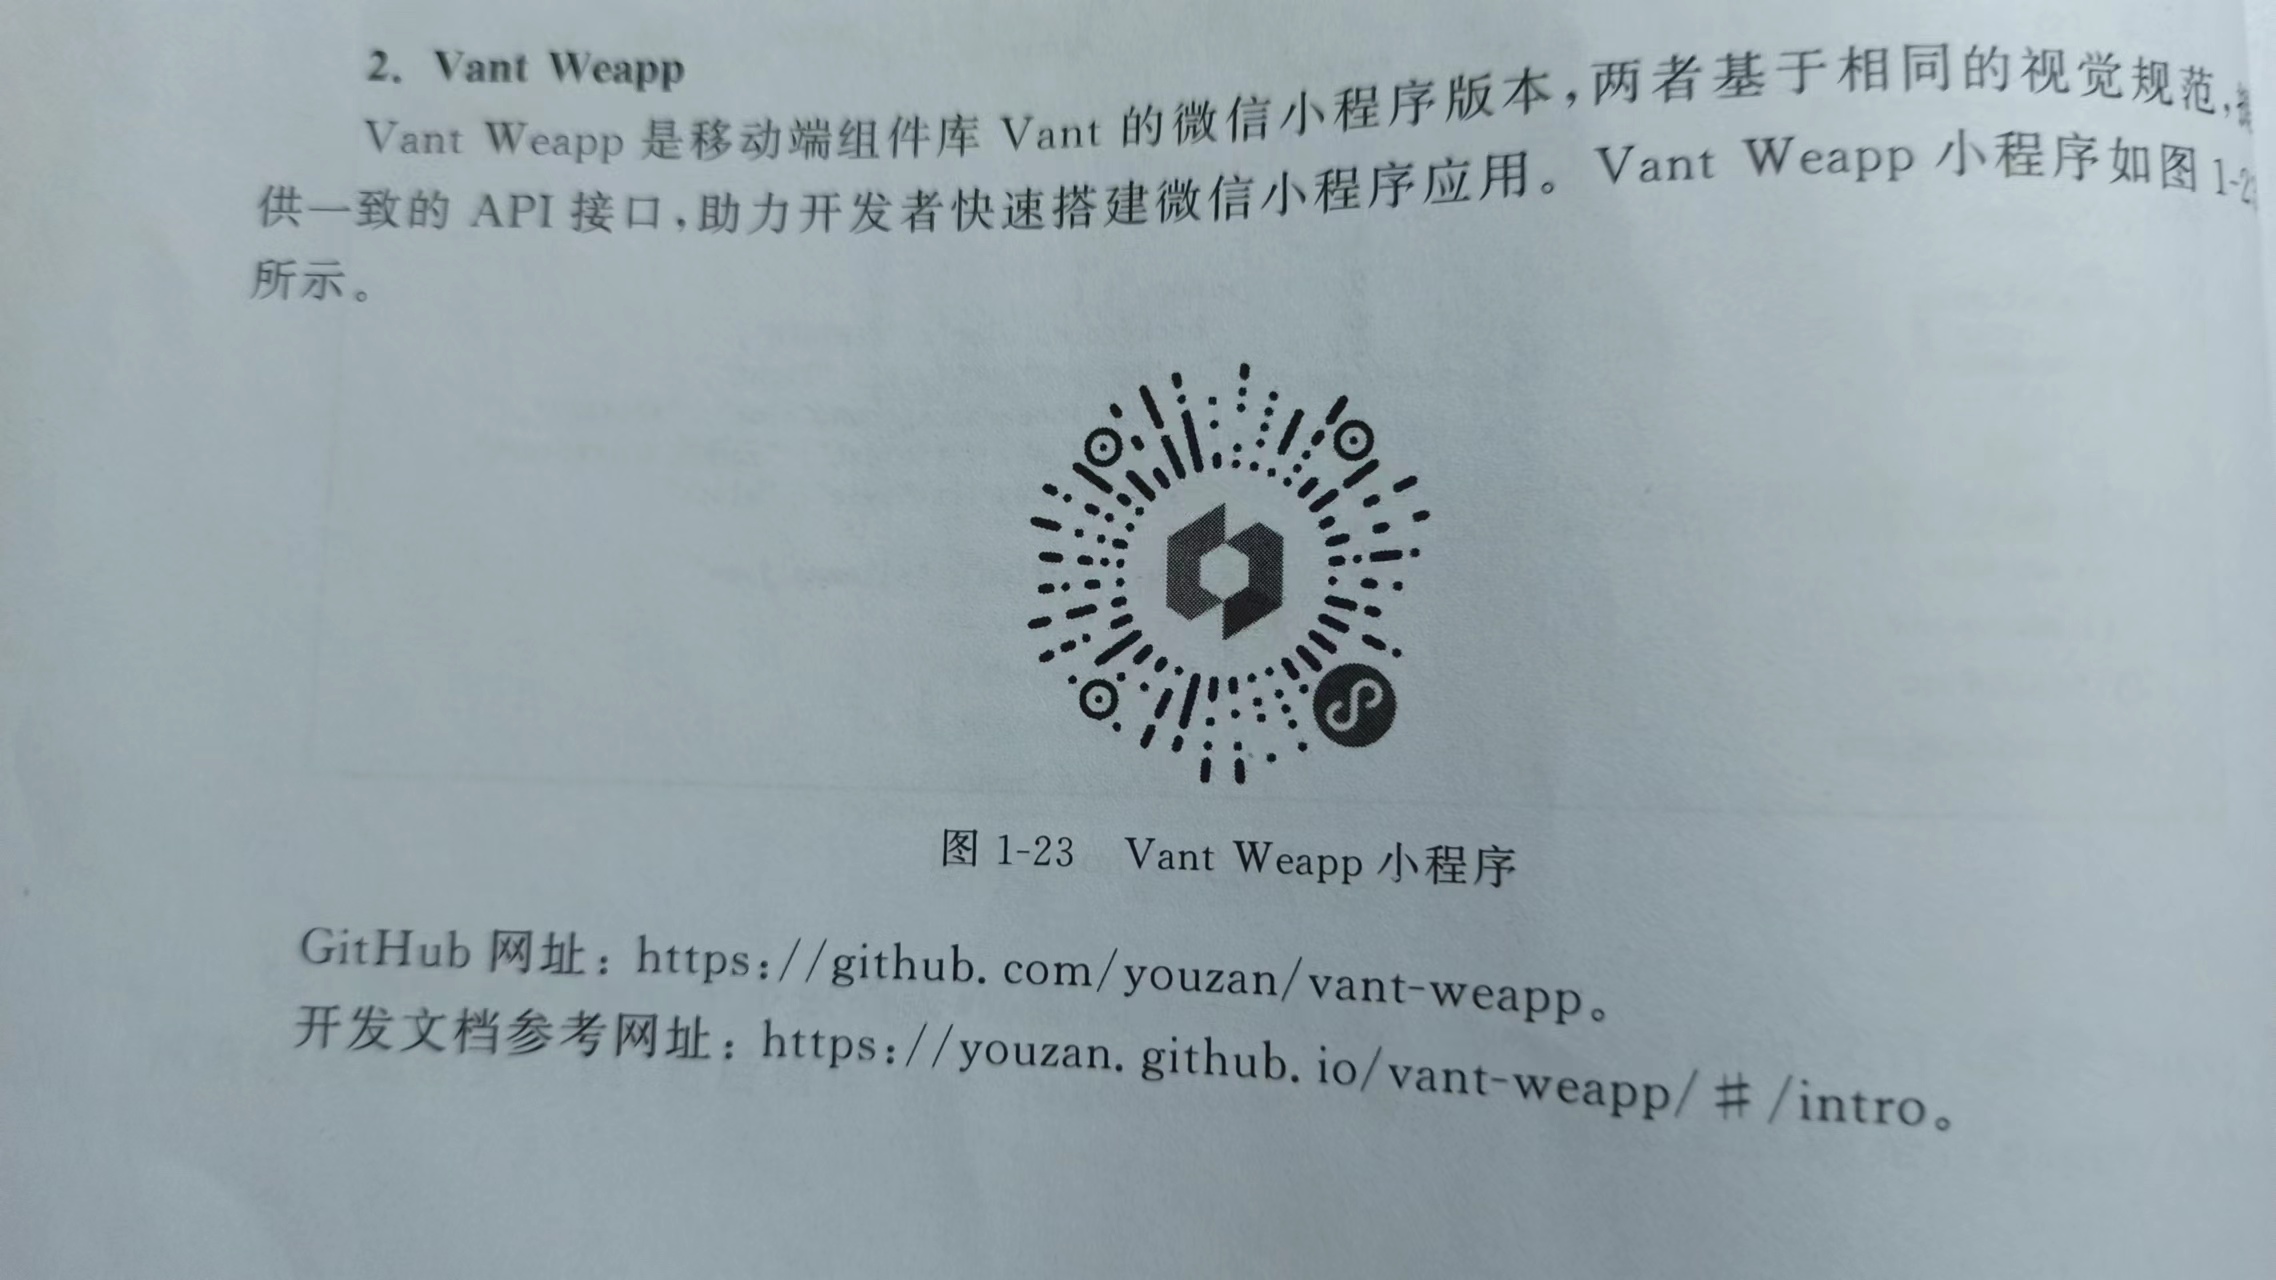 2. Vant Weapp
Vant Weapp 是移动端组件库 Vant 的微信小程序版本,两者基于相同的视觉规范,
供一致的 API 接口,助力开发者快速搭建微信小程序应用。Vant Weapp 小程序如图
所示。
图 1-23 Vant Weapp 小程序
GitHub 网址:https://github.com/youzan/vant-weapp。
开发文档参考网址:https://youzan.github.io/vant-weapp/#/intro。